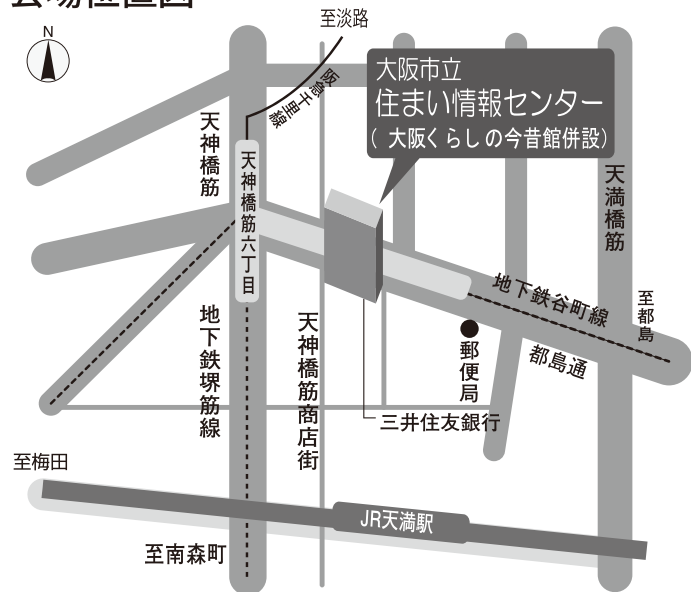 会場位置図
N
至淡路
阪急千里線
大阪市立
住まい情報センター
( 大阪くらしの今昔館併設)
天神橋筋
天神橋筋六丁目
天満橋筋
地下鉄谷町線
至都島
都島通
郵便局
地下鉄堺筋線
天神橋筋商店街
三井住友銀行
至梅田
JR天満駅
至南森町